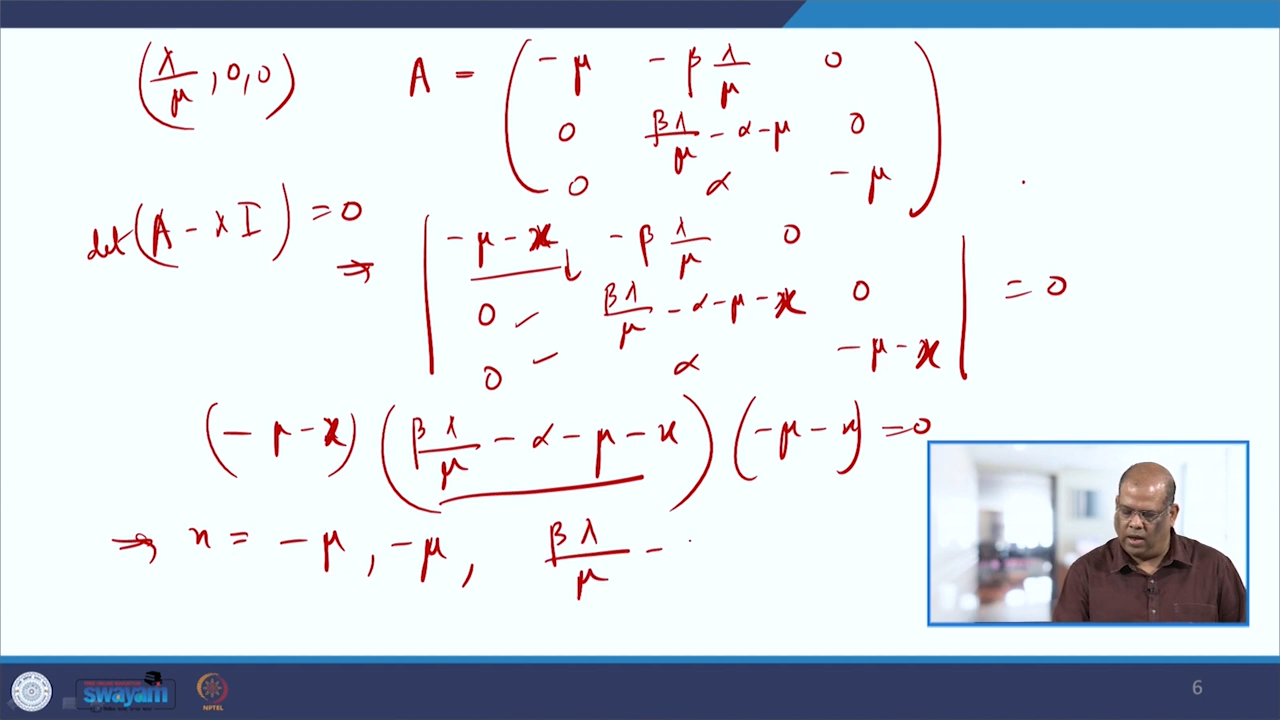 (λ/μ, 0, 0)   A = ( -μ   -β λ/μ   0
0   βλ/μ - α - μ   0
0   α   -μ )
det(A - xI) = 0
⇒ | -μ - x   -β λ/μ   0
0   βλ/μ - α - μ - x   0 | = 0
0   α   -μ - x |
(-μ - x) (βλ/μ - α - μ - x) (-μ - x) = 0
⇒ x = -μ, -μ, βλ/μ -
swayam
NPTEL
6